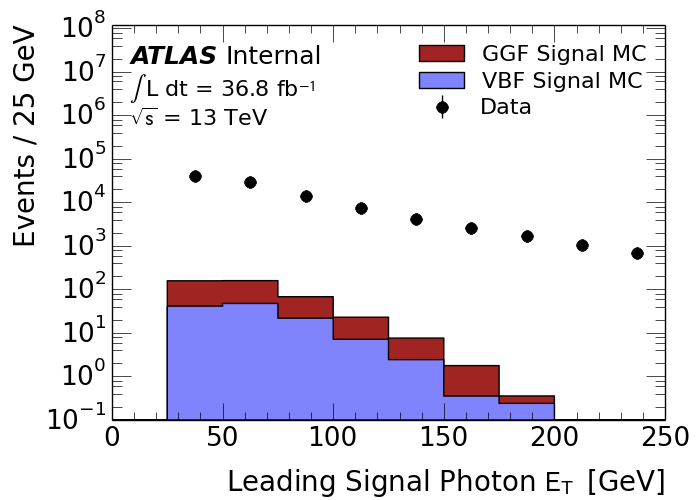 ATLAS Internal
∫L dt = 36.8 fb⁻¹
√s = 13 TeV
GGF Signal MC
VBF Signal MC
Data
Events / 25 GeV
10⁸
10⁷
10⁶
10⁵
10⁴
10³
10²
10¹
10⁰
10⁻¹
0 50 100 150 200 250
Leading Signal Photon E_T [GeV]